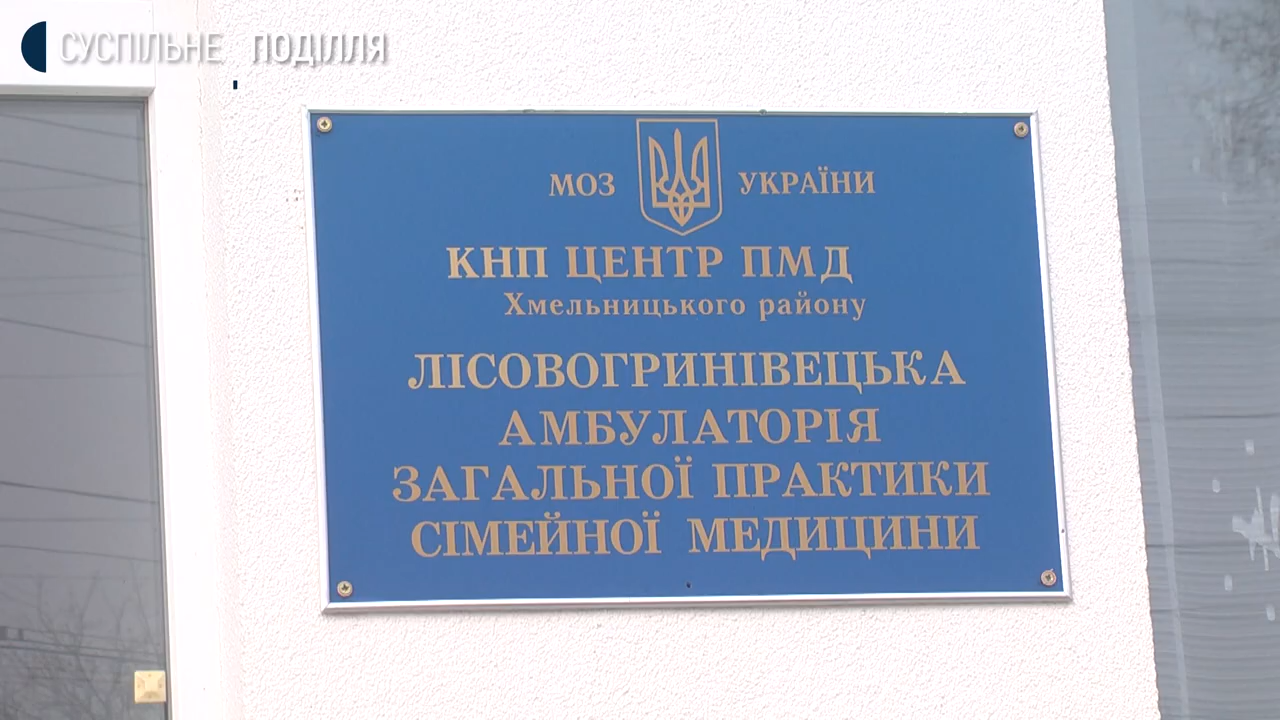 СУСПІЛЬНЕ ПОДІЛЛЯ
МОЗ УКРАЇНИ
КНП ЦЕНТР ПМД
Хмельницького району
ЛІСОВОГРИНІВЕЦЬКА
АМБУЛАТОРІЯ
ЗАГАЛЬНОЇ ПРАКТИКИ
СІМЕЙНОЇ МЕДИЦИНИ